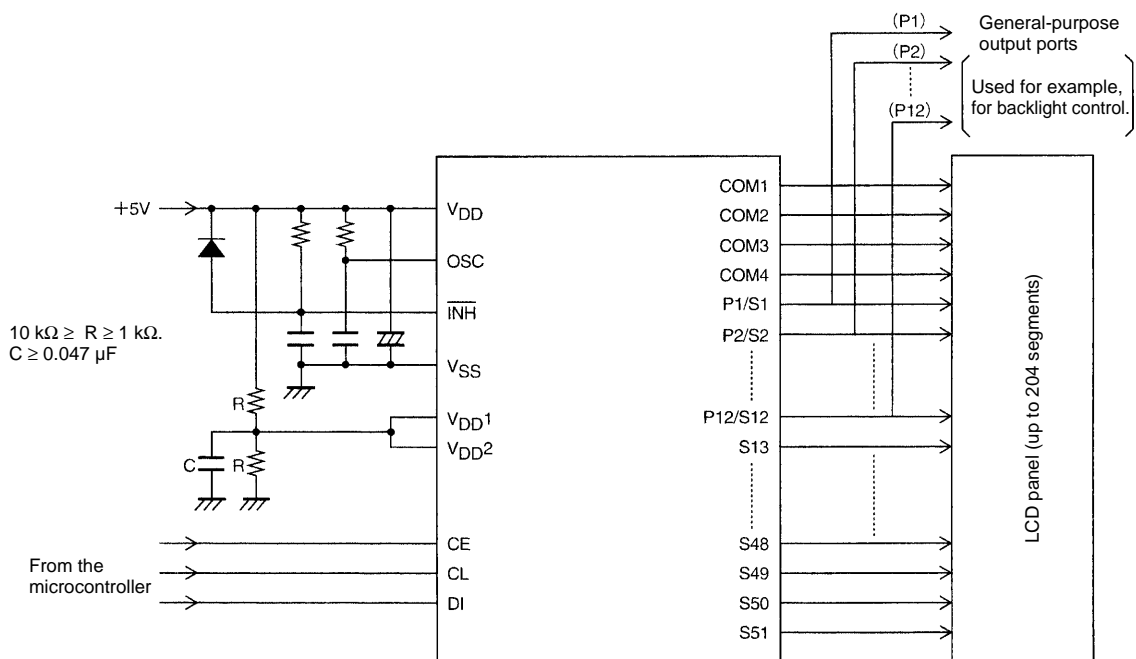 (P1)
General-purpose
output ports
(P2)
Used for example,
for backlight control.
(P12)
+5V
VDD
OSC
INH
VSS
VDD1
VDD2
10 kΩ ≥ R ≥ 1 kΩ.
C ≥ 0.047 µF
R
C
R
From the
microcontroller
CE
CL
DI
COM1
COM2
COM3
COM4
P1/S1
P2/S2
P12/S12
S13
S48
S49
S50
S51
LCD panel (up to 204 segments)